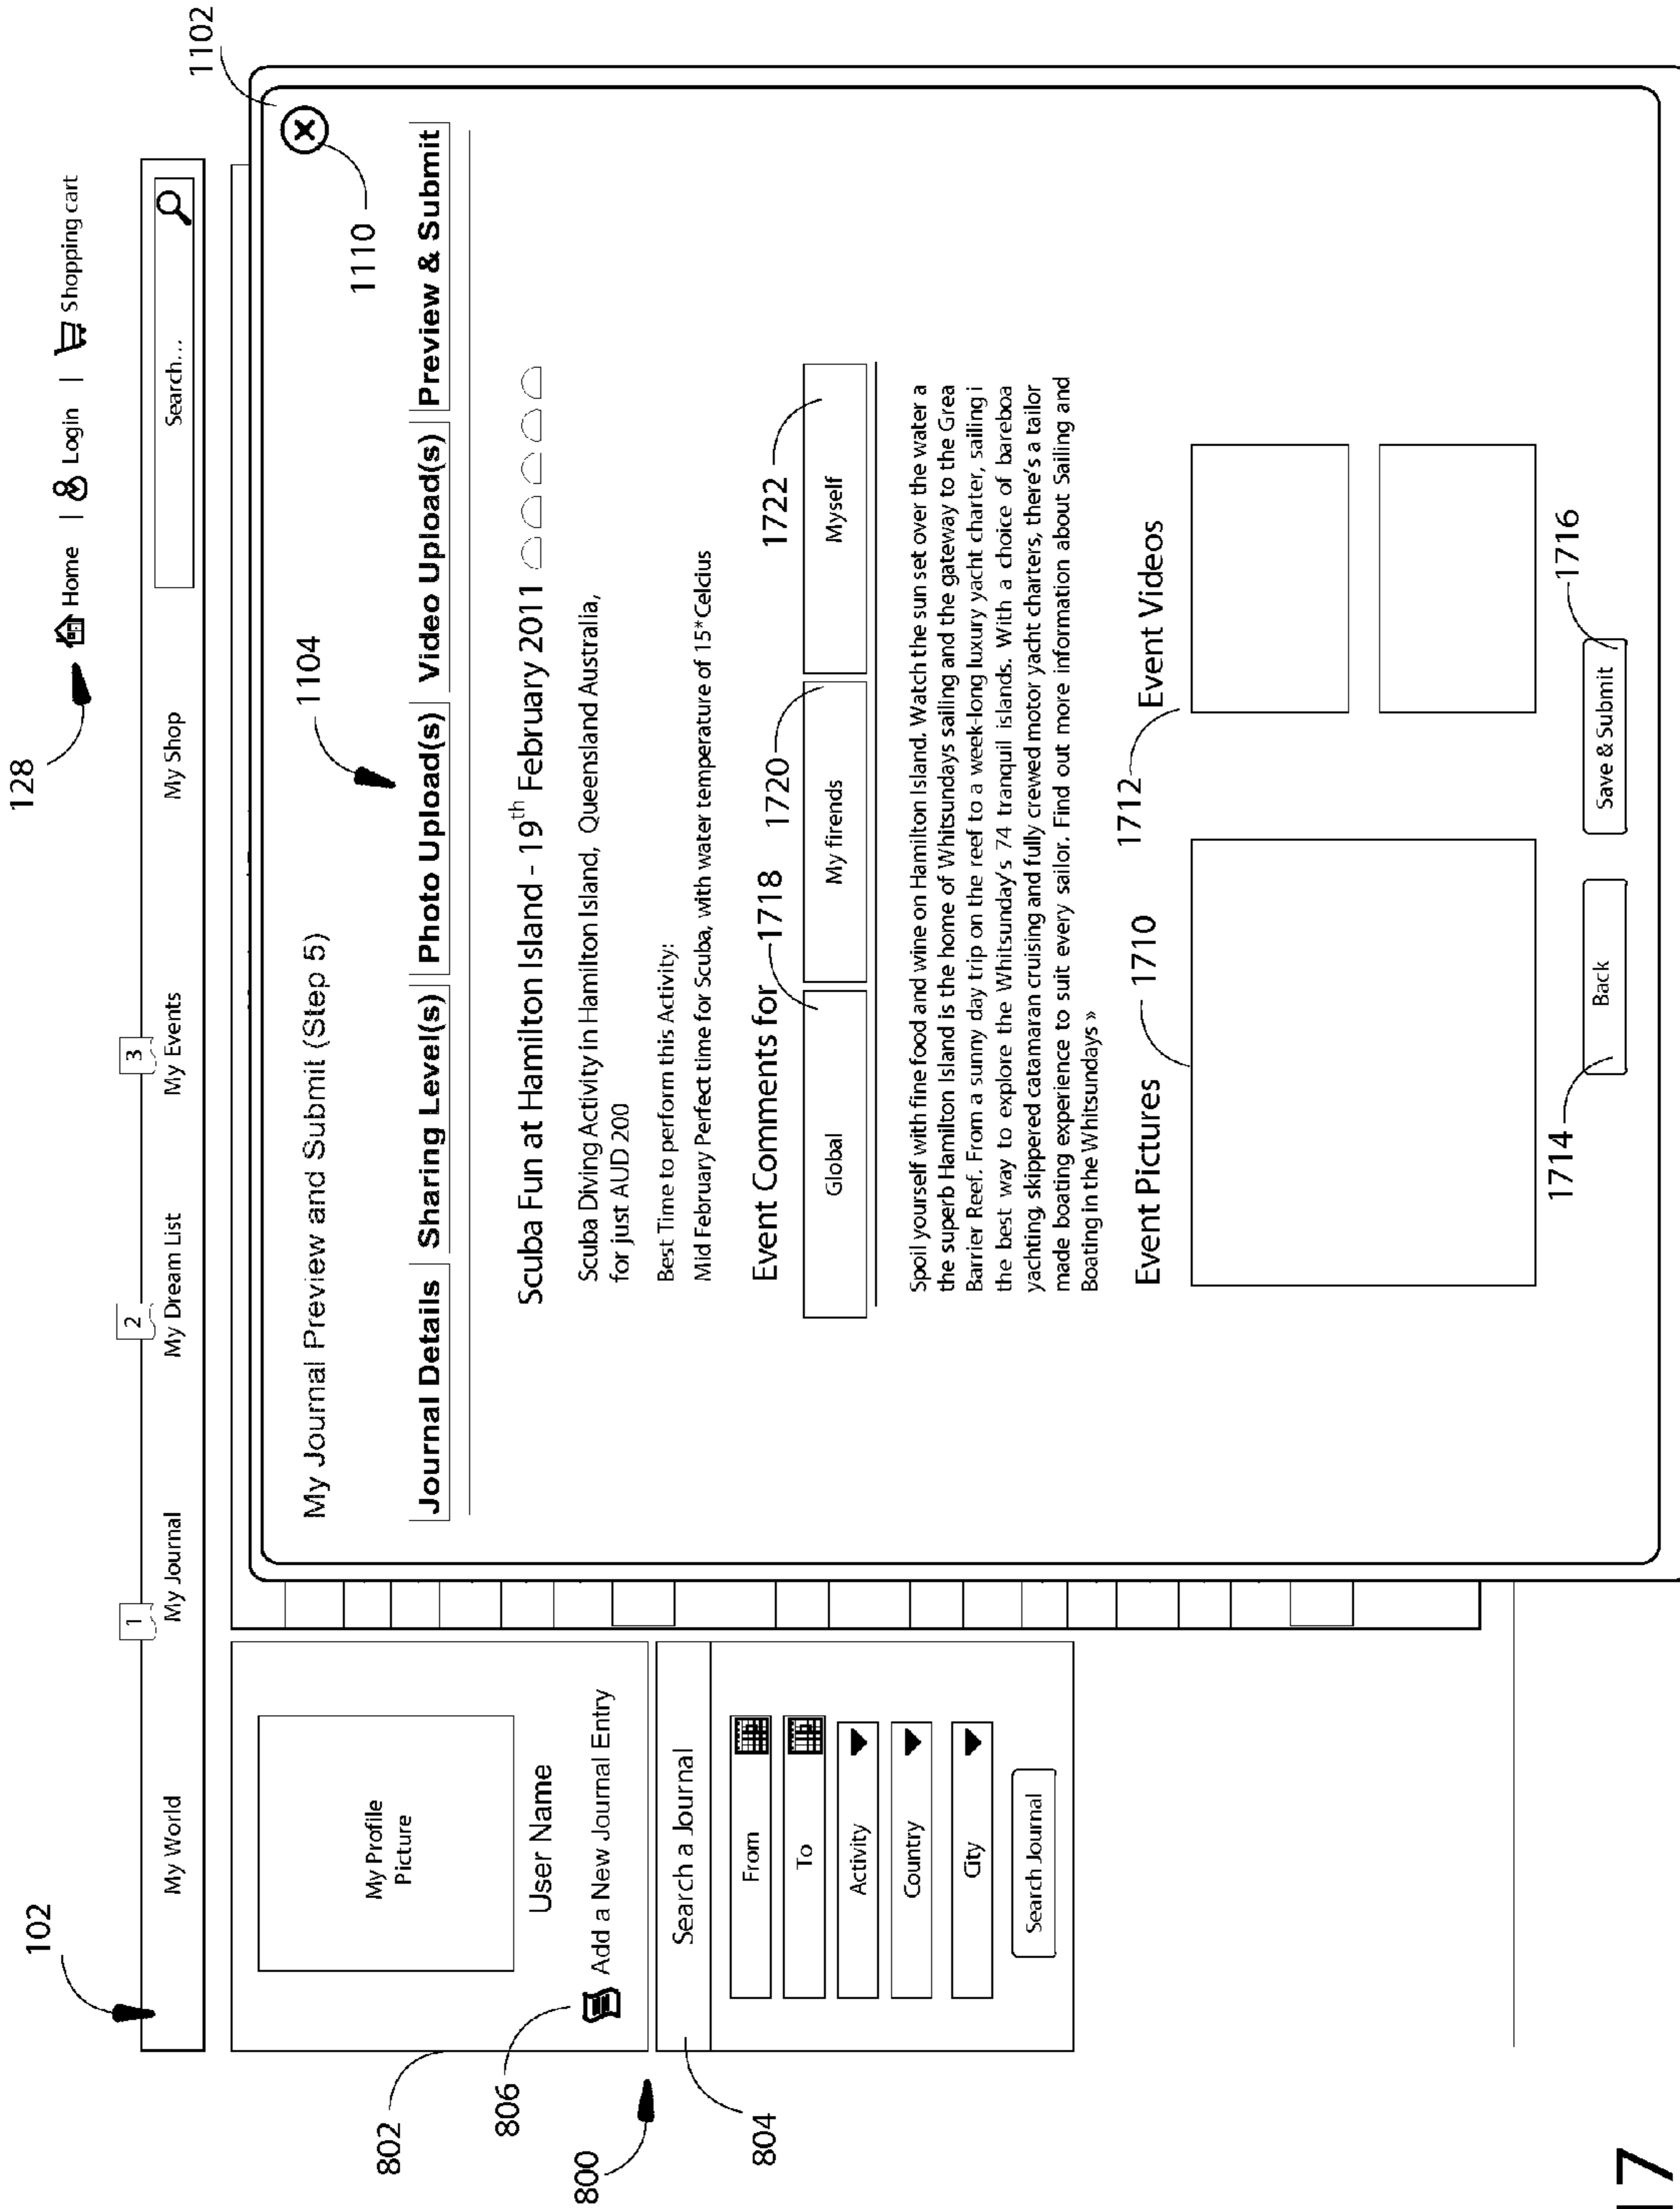 128
Home | Login | Shopping cart
102
My World
1
My Journal
2
My Dream List
3
My Events
My Shop
Search...
1102
My Profile
Picture
User Name
Add a New Journal Entry
802
806
800
804
Search a Journal
From
To
Activity
Country
City
Search Journal
My Journal Preview and Submit (Step 5)
1104
1110
Journal Details Sharing Level(s) Photo Upload(s) Video Upload(s) Preview & Submit
Scuba Fun at Hamilton Island - 19th February 2011
Scuba Diving Activity in Hamilton Island, Queensland Australia,
for just AUD 200
Best Time to perform this Activity:
Mid February Perfect time for Scuba, with water temperature of 15*Celcius
Event Comments for 1718 1720 1722
Global My firends Myself
Spoil yourself with fine food and wine on Hamilton Island. Watch the sun set over the water a
the superb Hamilton Island is the home of Whitsundays sailing and the gateway to the Grea
Barrier Reef. From a sunny day trip on the reef to a week-long luxury yacht charter, sailing i
the best way to explore the Whitsunday's 74 tranquil islands. With a choice of bareboa
yachting, skippered catamaran cruising and fully crewed motor yacht charters, there's a tailor
made boating experience to suit every sailor. Find out more information about Sailing and
Boating in the Whitsundays »
Event Pictures 1710 1712 Event Videos
1714 Back Save & Submit 1716
17